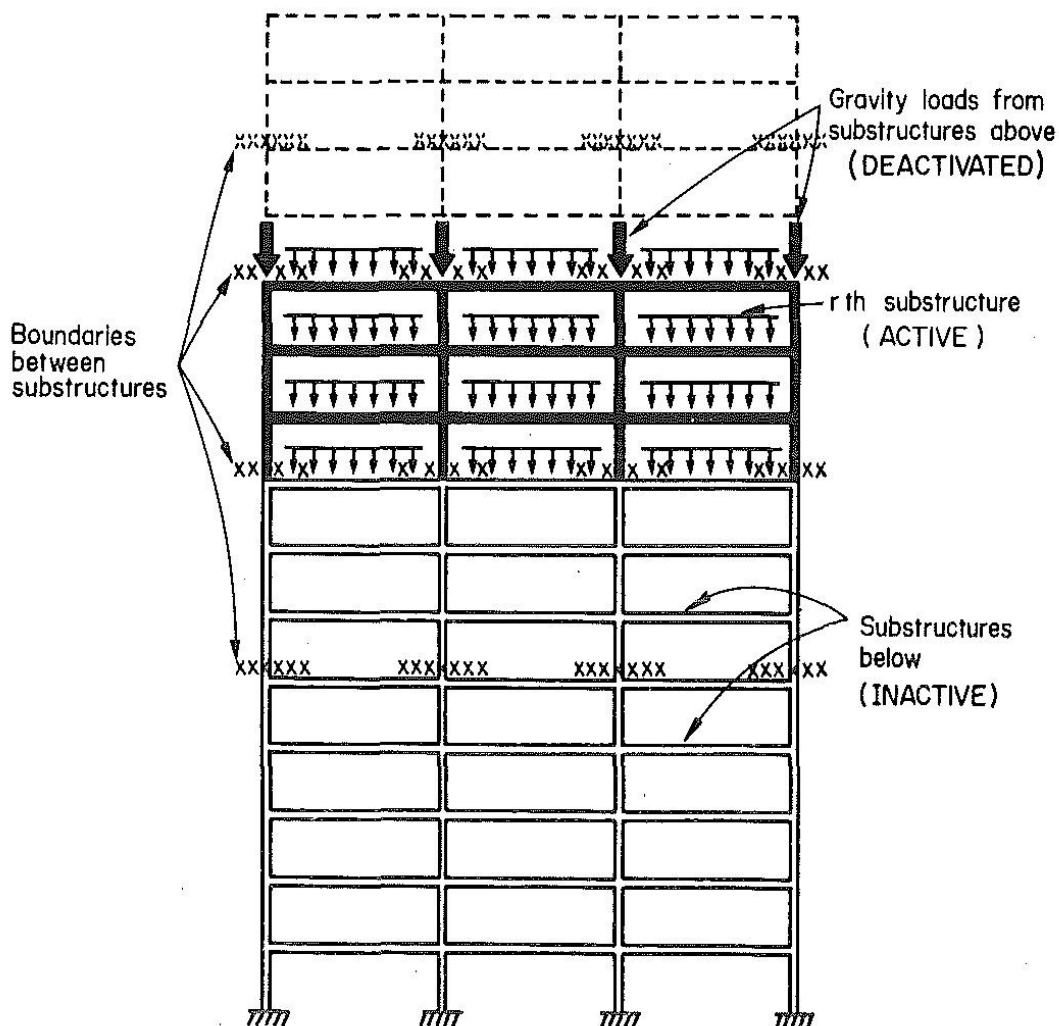 Gravity loads from
substructures above
(DEACTIVATED)
r th substructure
(ACTIVE)
Boundaries
between
substructures
Substructures
below
(INACTIVE)